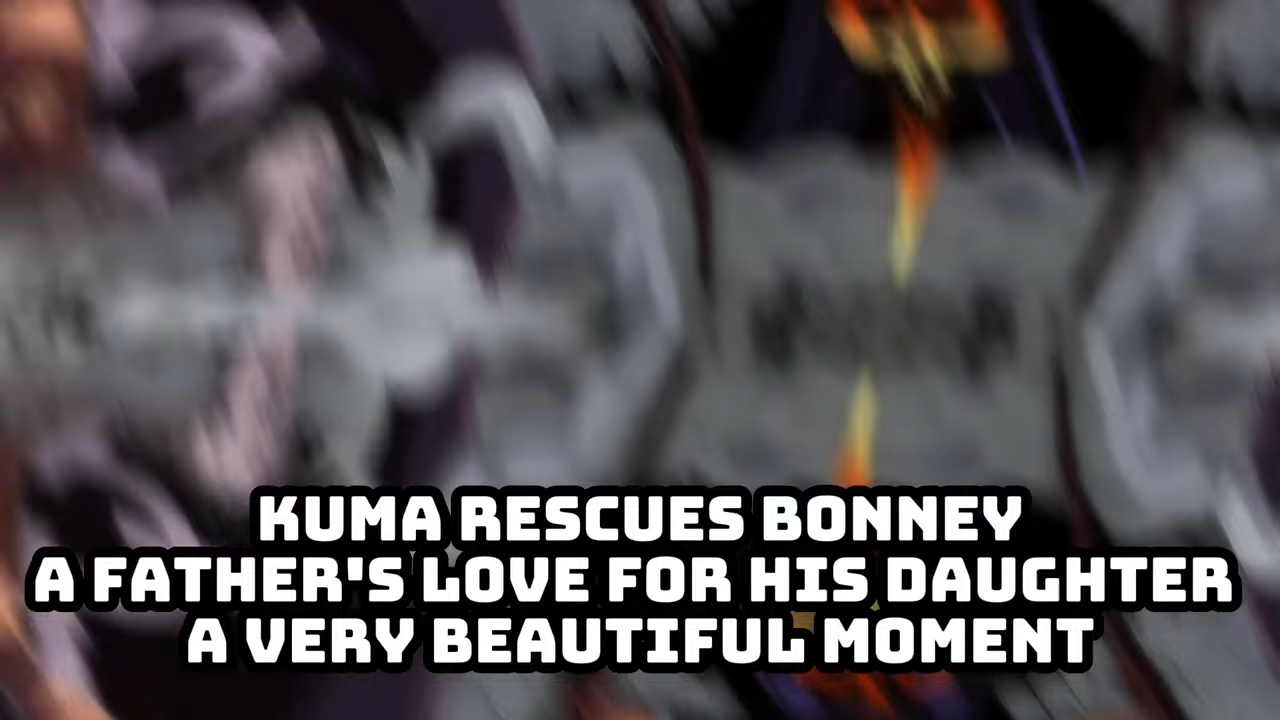 KUMA RESCUES BONNEY
A FATHER'S LOVE FOR HIS DAUGHTER
A VERY BEAUTIFUL MOMENT